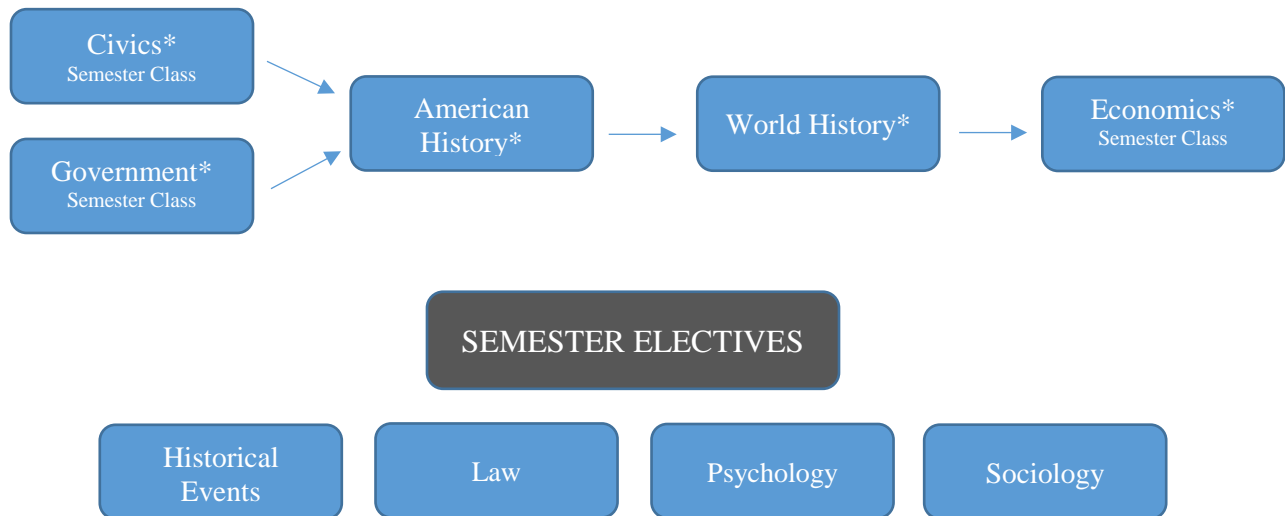 Civics*
Semester Class
Government*
Semester Class
American
History*
World History*
Economics*
Semester Class
SEMESTER ELECTIVES
Historical
Events
Law
Psychology
Sociology